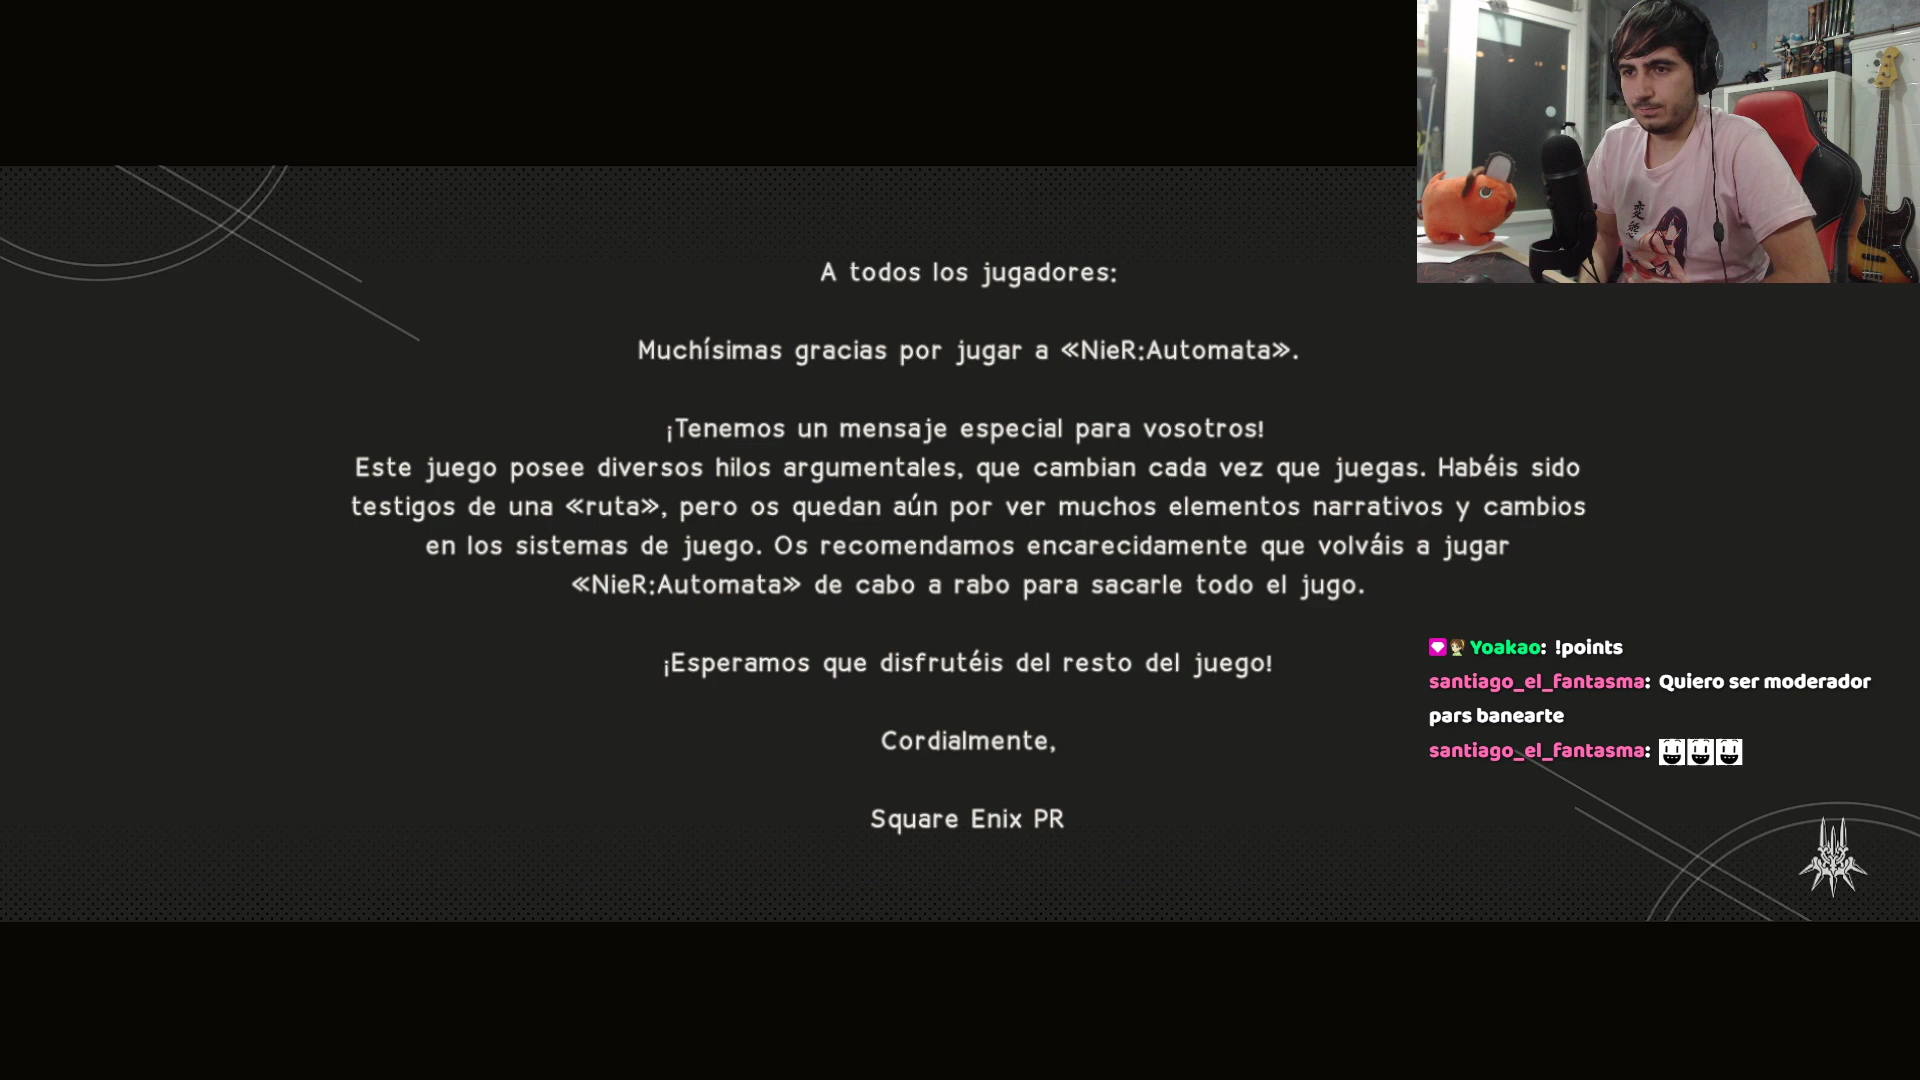 A todos los jugadores:
Muchísimas gracias por jugar a «NieR:Automata».
¡Tenemos un mensaje especial para vosotros!
Este juego posee diversos hilos argumentales, que cambian cada vez que juegas. Habéis sido
testigos de una «ruta», pero os quedan aún por ver muchos elementos narrativos y cambios
en los sistemas de juego. Os recomendamos encarecidamente que volváis a jugar
«NieR:Automata» de cabo a rabo para sacarle todo el jugo.
¡Esperamos que disfrutéis del resto del juego!
Cordialmente,
Square Enix PR
Yoakao: !points
santiago_el_fantasma: Quiero ser moderador
pars banearte
santiago_el_fantasma:
変態